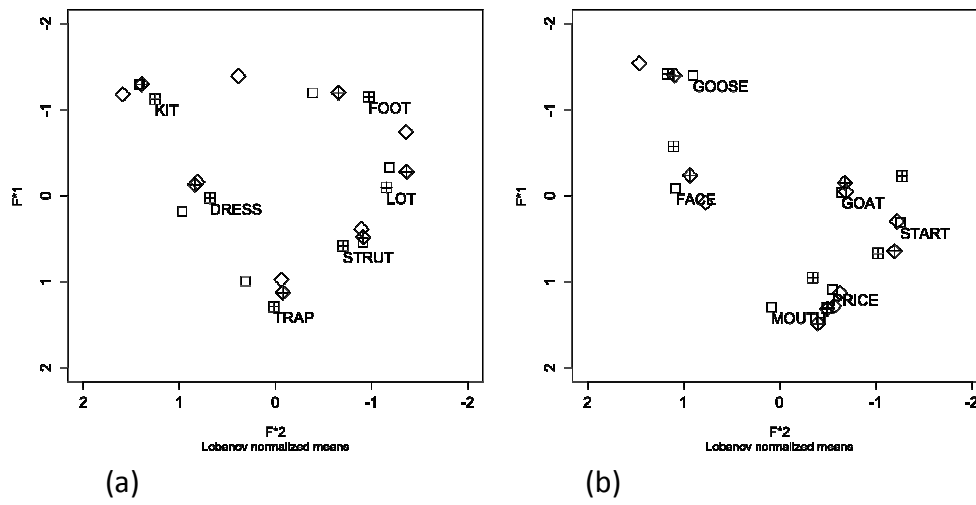 -2
-1
0
1
2
F*1
KIT
FOOT
LOT
DRESS
STRUT
TRAP
2
1
0
-1
-2
F*2
Lobanov normalized means
(a)
-2
-1
0
1
2
F*1
GOOSE
FACE
GOAT
START
PRICE
MOUT
2
1
0
-1
-2
F*2
Lobanov normalized means
(b)